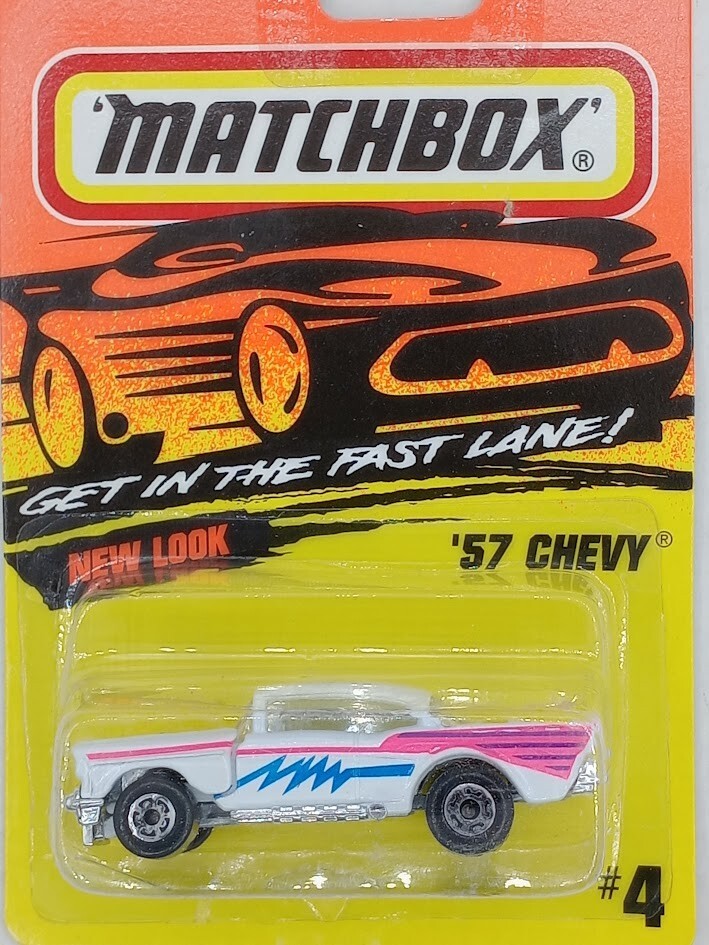 'MATCHBOX'®
GET IN THE FAST LANE!
NEW LOOK
'57 CHEVY®
#4